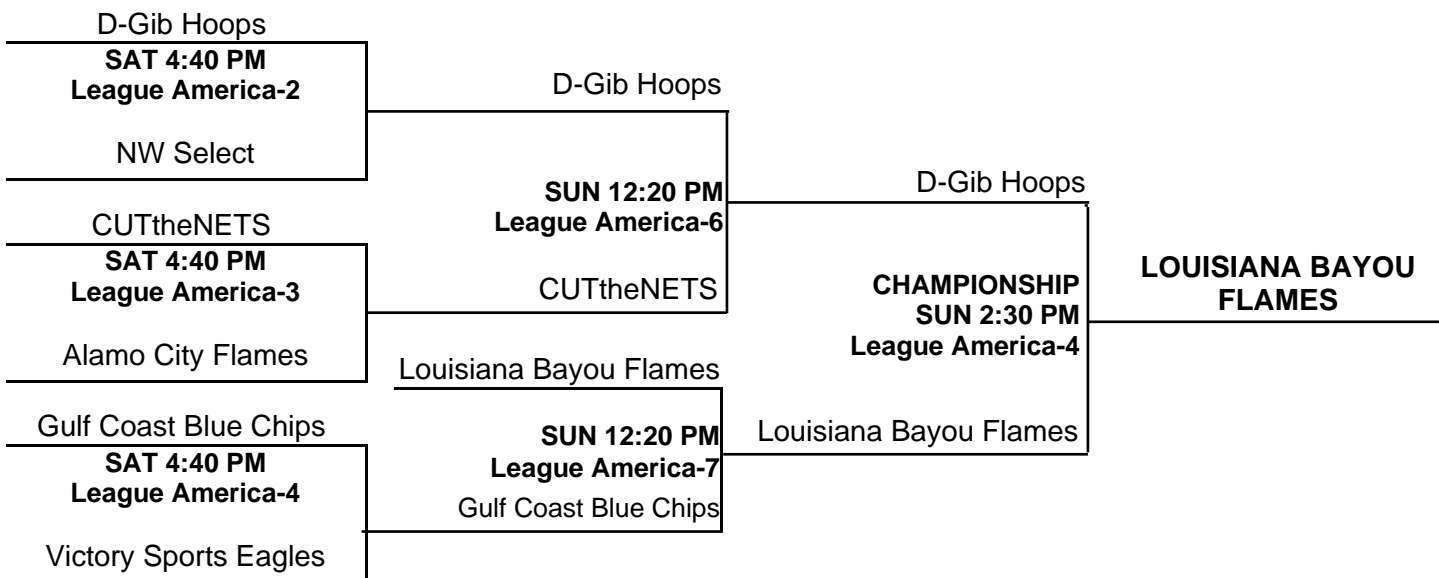 D-Gib Hoops
SAT 4:40 PM
League America-2
NW Select
CUTtheNETS
SAT 4:40 PM
League America-3
Alamo City Flames
Gulf Coast Blue Chips
SAT 4:40 PM
League America-4
Victory Sports Eagles
D-Gib Hoops
SUN 12:20 PM
League America-6
CUTtheNETS
Louisiana Bayou Flames
SUN 12:20 PM
League America-7
Gulf Coast Blue Chips
D-Gib Hoops
CHAMPIONSHIP
SUN 2:30 PM
League America-4
Louisiana Bayou Flames
LOUISIANA BAYOU
FLAMES